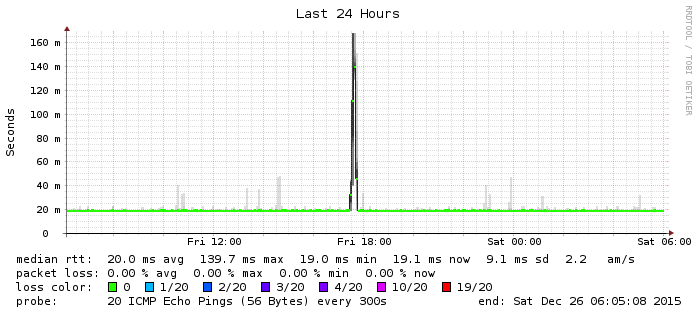 Last 24 Hours
RRDTOOL / TOBI OETIKER
Seconds
160 m
140 m
120 m
100 m
80 m
60 m
40 m
20 m
0
Fri 12:00 Fri 18:00 Sat 00:00 Sat 06:00
median rtt: 20.0 ms avg 139.7 ms max 19.0 ms min 19.1 ms now 9.1 ms sd 2.2 am/s
packet loss: 0.00 % avg 0.00 % max 0.00 % min 0.00 % now
loss color: 0 1/20 2/20 3/20 4/20 10/20 19/20
probe: 20 ICMP Echo Pings (56 Bytes) every 300s end: Sat Dec 26 06:05:08 2015